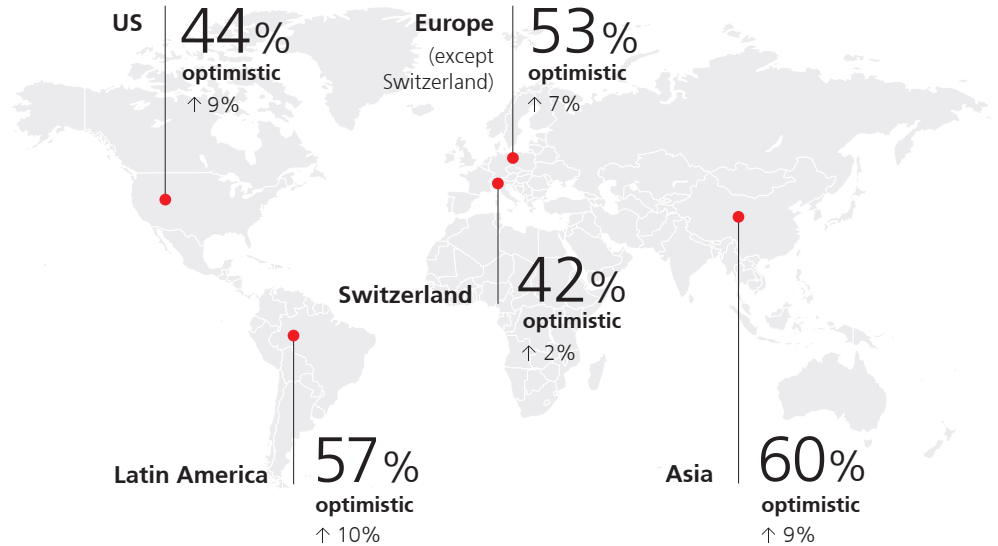 US
44%
optimistic
↑ 9%
Europe
(except
Switzerland)
53%
optimistic
↑ 7%
Switzerland
42%
optimistic
↑ 2%
Latin America
57%
optimistic
↑ 10%
Asia
60%
optimistic
↑ 9%